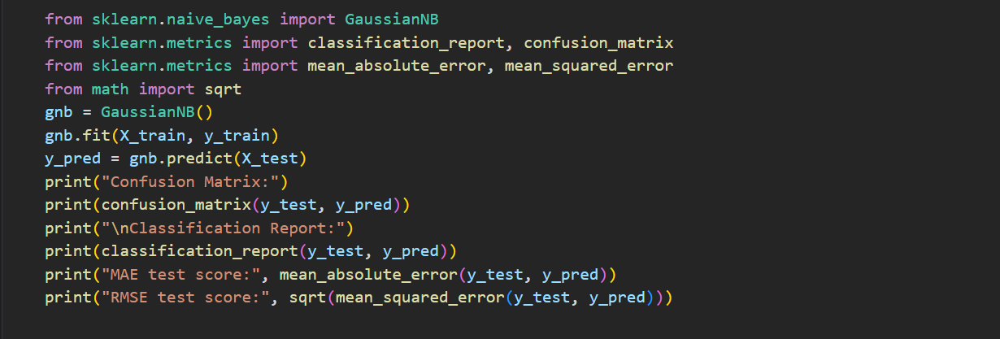 from sklearn.naive_bayes import GaussianNB
from sklearn.metrics import classification_report, confusion_matrix
from sklearn.metrics import mean_absolute_error, mean_squared_error
from math import sqrt
gnb = GaussianNB()
gnb.fit(X_train, y_train)
y_pred = gnb.predict(X_test)
print("Confusion Matrix:")
print(confusion_matrix(y_test, y_pred))
print("\nClassification Report:")
print(classification_report(y_test, y_pred))
print("MAE test score:", mean_absolute_error(y_test, y_pred))
print("RMSE test score:", sqrt(mean_squared_error(y_test, y_pred)))